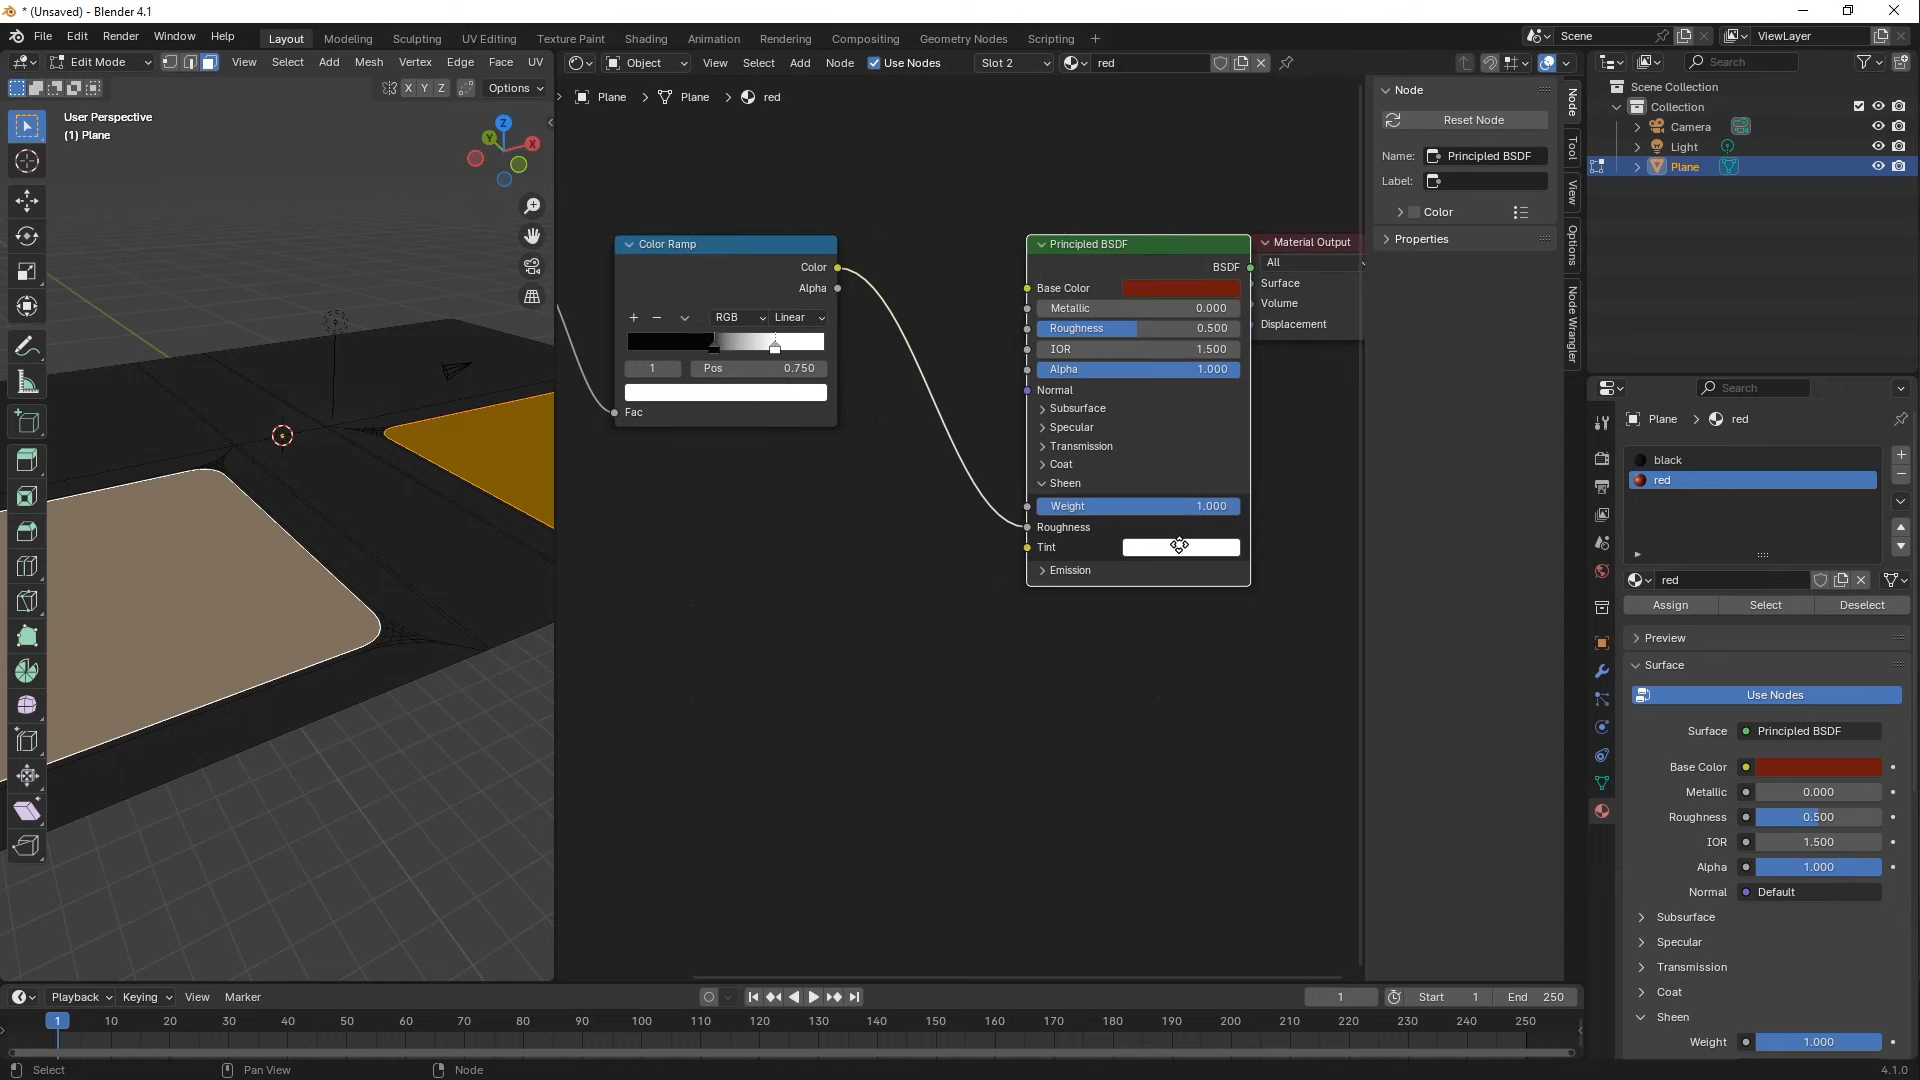 * (Unsaved) - Blender 4.1
File Edit Render Window Help
Layout Modeling Sculpting UV Editing Texture Paint Shading Animation Rendering Compositing Geometry Nodes Scripting
Scene
ViewLayer
Edit Mode
View Select Add Mesh Vertex Edge Face UV
X Y Z
Options
User Perspective
(1) Plane
Z
Y
X
Object
View Select Add Node
Use Nodes
Slot 2
red
Plane
Plane
red
Color Ramp
Color
Alpha
RGB
Linear
1
Pos 0.750
Fac
Principled BSDF
BSDF
Base Color
Metallic 0.000
Roughness 0.500
IOR 1.500
Alpha 1.000
Normal
Subsurface
Specular
Transmission
Coat
Sheen
Weight 1.000
Roughness
Tint
Emission
Material Output
All
Surface
Volume
Displacement
Node
Reset Node
Name: Principled BSDF
Label:
Color
Properties
Node
Tool
View
Options
Node Wrangler
Search
Scene Collection
Collection
Camera
Light
Plane
Search
Plane
red
black
red
red
Assign Select Deselect
Preview
Surface
Use Nodes
Surface Principled BSDF
Base Color
Metallic 0.000
Roughness 0.500
IOR 1.500
Alpha 1.000
Normal Default
Subsurface
Specular
Transmission
Coat
Sheen
Weight 1.000
Playback Keying View Marker
1
Start 1
End 250
1 10 20 30 40 50 60 70 80 90 100 110 120 130 140 150 160 170 180 190 200 210 220 230 240 250
Select
Pan View
Node
4.1.0